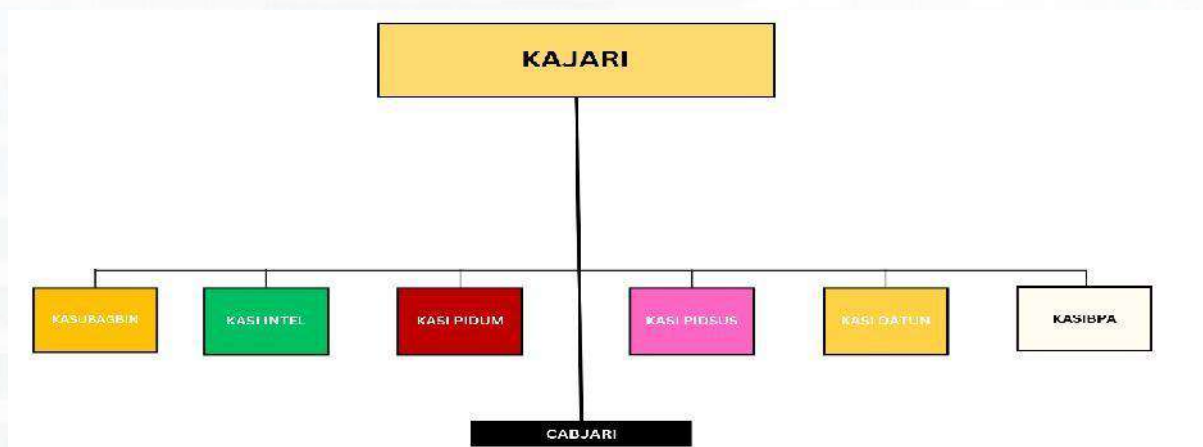 KAJARI
KASUBAGBIN
KASI INTEL
KASI PIDUM
KASI PIDSUS
KASI DATUN
KASIBPA
CABJARI